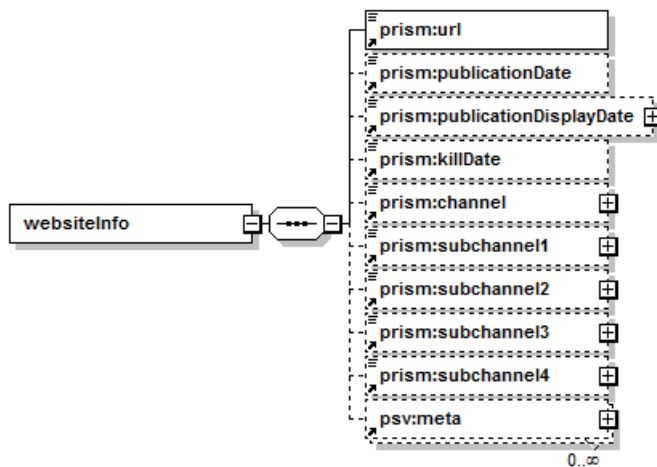 prism:url
prism:publicationDate
prism:publicationDisplayDate
prism:killDate
websiteInfo
prism:channel
prism:subchannel1
prism:subchannel2
prism:subchannel3
prism:subchannel4
psv:meta
0..∞